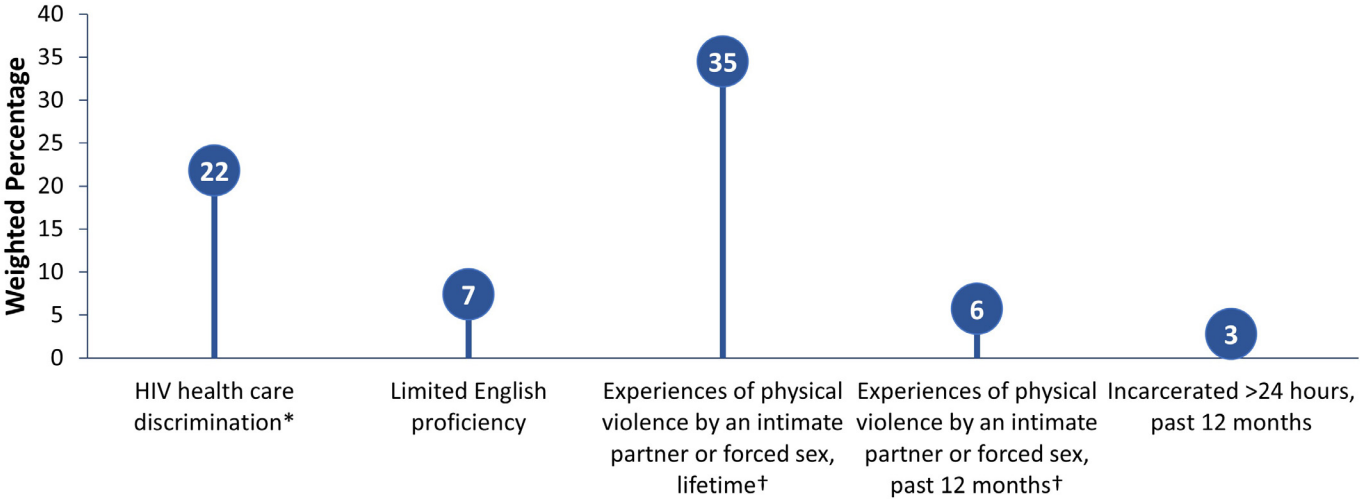 Weighted Percentage
40
35
30
25
20
15
10
5
0
22
7
35
6
3
HIV health care
discrimination*
Limited English
proficiency
Experiences of physical
violence by an intimate
partner or forced sex,
lifetime†
Experiences of physical
violence by an intimate
partner or forced sex,
past 12 months†
Incarcerated >24 hours,
past 12 months